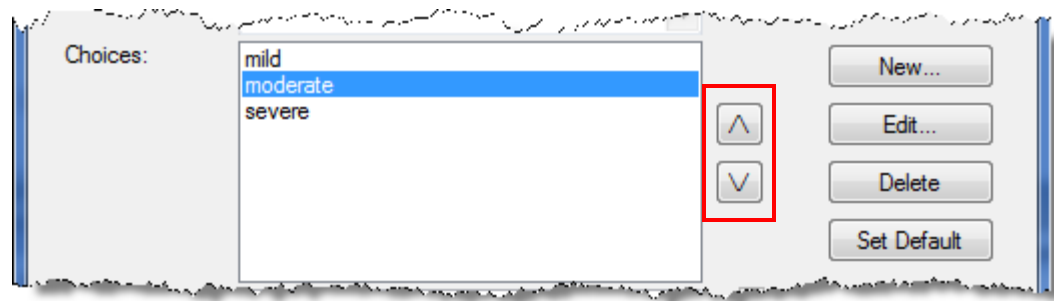 Choices:
mild
moderate
severe
New...
Edit...
Delete
Set Default